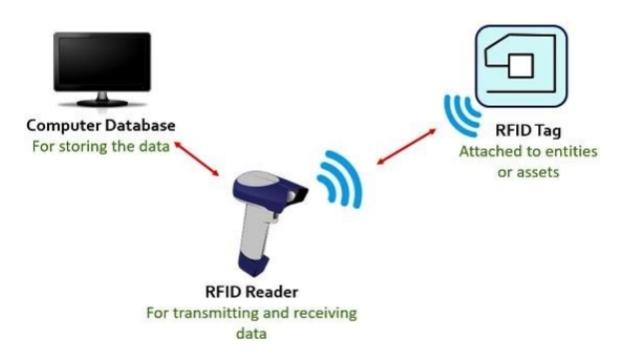 Computer Database
For storing the data
RFID Tag
Attached to entities
or assets
RFID Reader
For transmitting and receiving
data